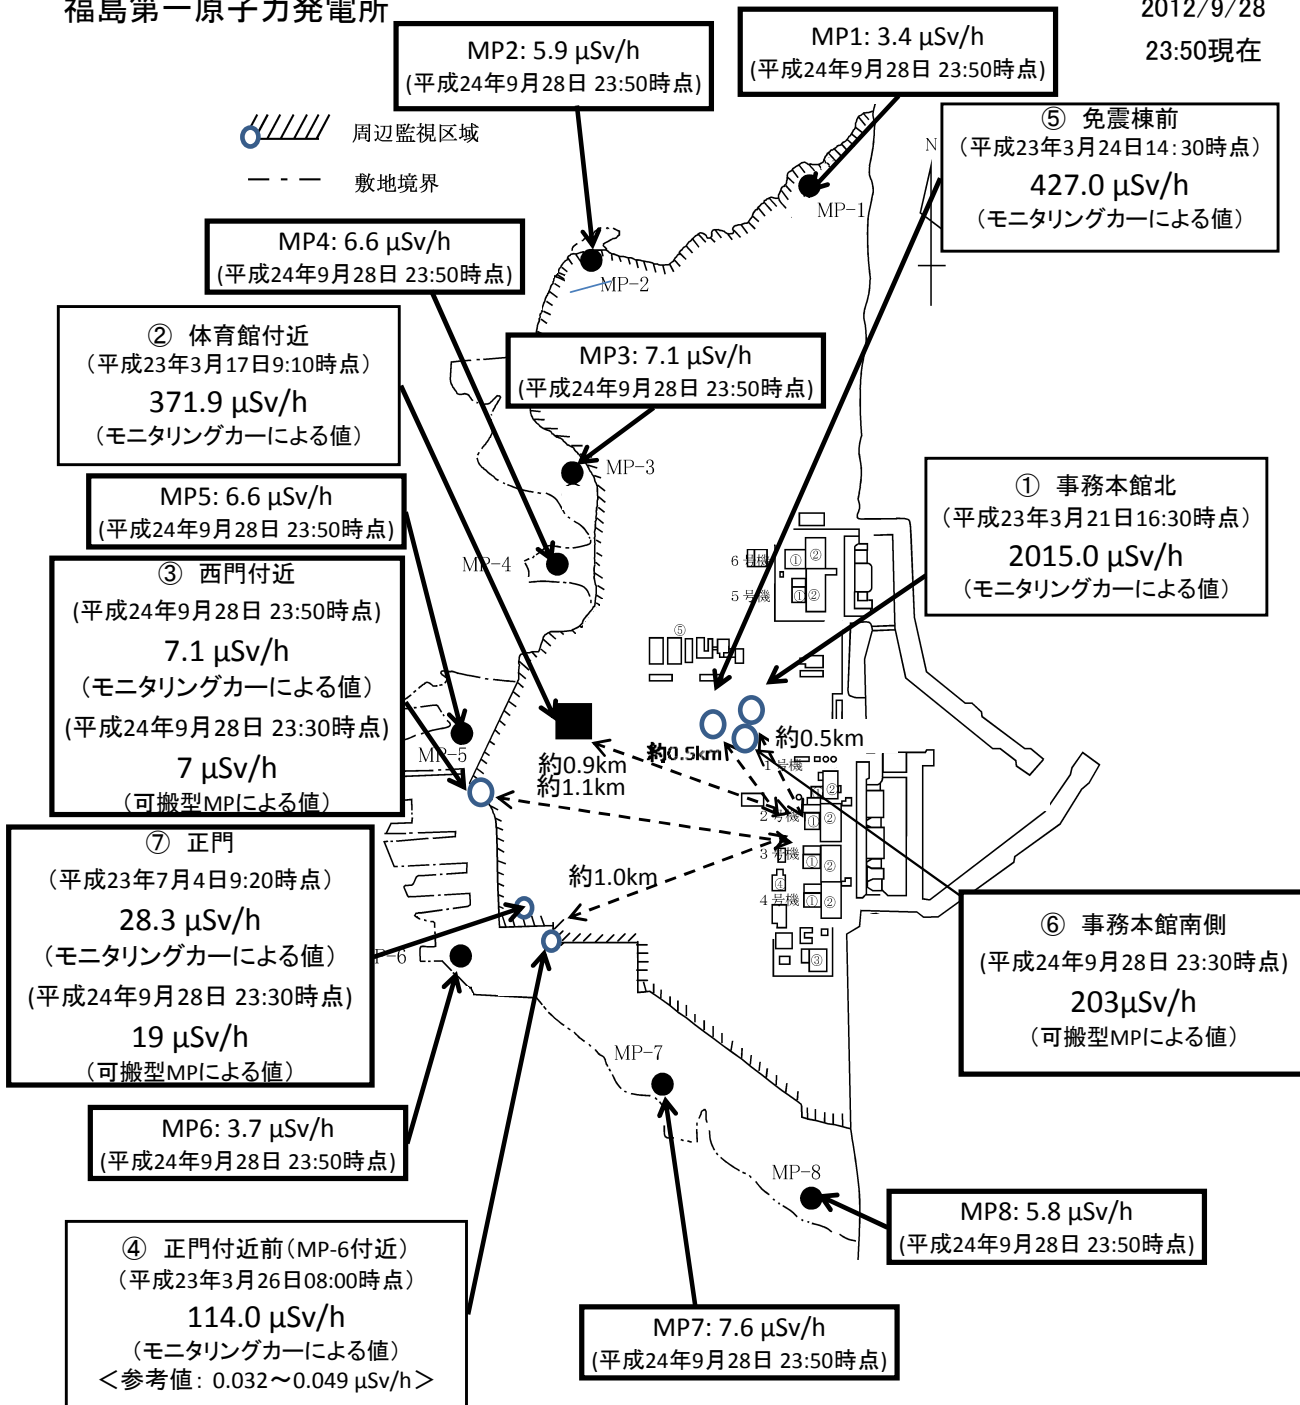 福島第一原子力発電所
2012/9/28
23:50現在
MP2: 5.9 μSv/h
(平成24年9月28日 23:50時点)
MP1: 3.4 μSv/h
(平成24年9月28日 23:50時点)
周辺監視区域
敷地境界
⑤ 免震棟前
(平成23年3月24日14:30時点)
427.0 μSv/h
(モニタリングカーによる値)
N
MP-1
MP4: 6.6 μSv/h
(平成24年9月28日 23:50時点)
MP-2
② 体育館付近
(平成23年3月17日9:10時点)
371.9 μSv/h
(モニタリングカーによる値)
MP3: 7.1 μSv/h
(平成24年9月28日 23:50時点)
MP-3
MP5: 6.6 μSv/h
(平成24年9月28日 23:50時点)
① 事務本館北
(平成23年3月21日16:30時点)
2015.0 μSv/h
(モニタリングカーによる値)
MP-4
6号機
① ②
5号機
① ②
③ 西門付近
(平成24年9月28日 23:50時点)
7.1 μSv/h
(モニタリングカーによる値)
(平成24年9月28日 23:30時点)
7 μSv/h
(可搬型MPによる値)
⑤
MP-5
約0.9km
約1.1km
約0.5km
約0.5km
1号機
②
2号機
① ②
3号機
① ②
④
4号機
① ②
③
約1.0km
⑦ 正門
(平成23年7月4日9:20時点)
28.3 μSv/h
(モニタリングカーによる値)
(平成24年9月28日 23:30時点)
19 μSv/h
(可搬型MPによる値)
P-6
⑥ 事務本館南側
(平成24年9月28日 23:30時点)
203μSv/h
(可搬型MPによる値)
MP-7
MP6: 3.7 μSv/h
(平成24年9月28日 23:50時点)
MP-8
MP8: 5.8 μSv/h
(平成24年9月28日 23:50時点)
④ 正門付近前(MP-6付近)
(平成23年3月26日08:00時点)
114.0 μSv/h
(モニタリングカーによる値)
<参考値: 0.032~0.049 μSv/h>
MP7: 7.6 μSv/h
(平成24年9月28日 23:50時点)